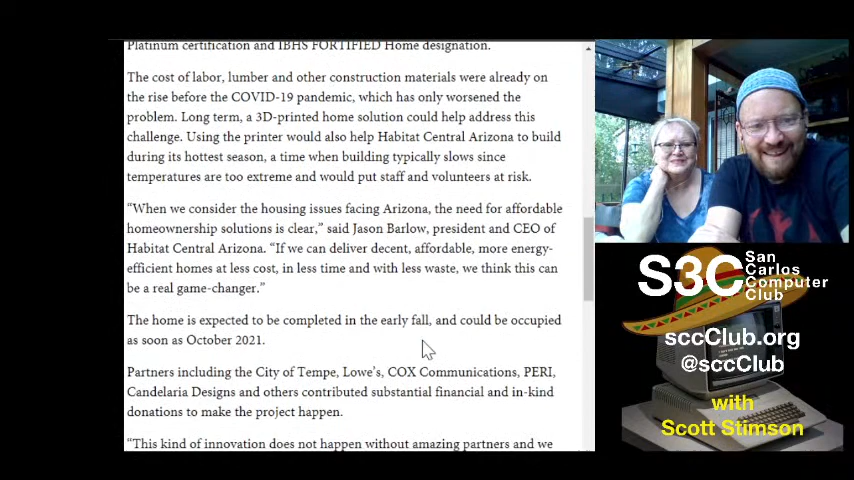 Platinum certification and IBHS FORTIFIED Home designation.
The cost of labor, lumber and other construction materials were already on
the rise before the COVID-19 pandemic, which has only worsened the
problem. Long term, a 3D-printed home solution could help address this
challenge. Using the printer would also help Habitat Central Arizona to build
during its hottest season, a time when building typically slows since
temperatures are too extreme and would put staff and volunteers at risk.
“When we consider the housing issues facing Arizona, the need for affordable
homeownership solutions is clear,” said Jason Barlow, president and CEO of
Habitat Central Arizona. “If we can deliver decent, affordable, more energy-
efficient homes at less cost, in less time and with less waste, we think this can
be a real game-changer.”
The home is expected to be completed in the early fall, and could be occupied
as soon as October 2021.
Partners including the City of Tempe, Lowe's, COX Communications, PERI,
Candelaria Designs and others contributed substantial financial and in-kind
donations to make the project happen.
“This kind of innovation does not happen without amazing partners and we
S3C
San
Carlos
Computer
Club
sccClub.org
@sccClub
with
Scott Stimson